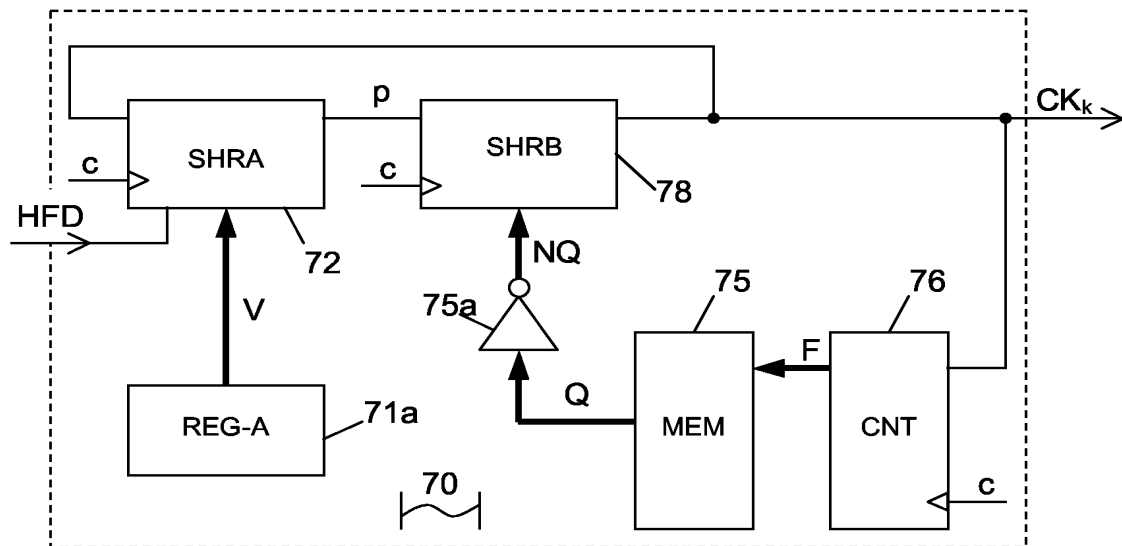 CKk
p
SHRA
SHRB
c
c
78
HFD
72
NQ
75
76
75a
V
F
Q
REG-A
71a
MEM
CNT
70
c